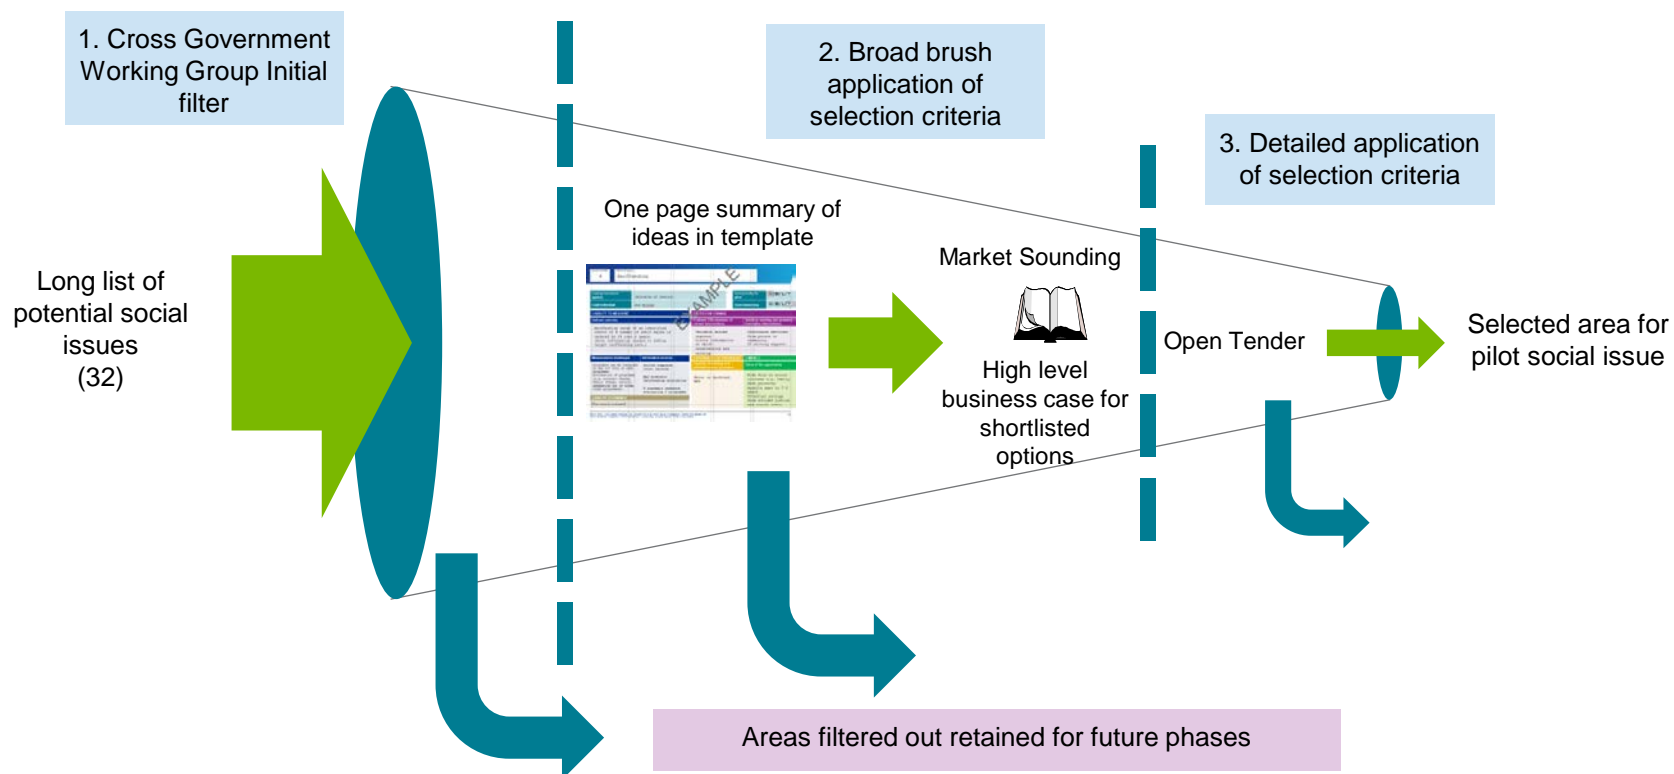 1. Cross Government
Working Group Initial
filter
2. Broad brush
application of
selection criteria
3. Detailed application
of selection criteria
Long list of
potential social
issues
(32)
One page summary of
ideas in template
EXAMPLE
Market Sounding
High level
business case for
shortlisted
options
Open Tender
Selected area for
pilot social issue
Areas filtered out retained for future phases